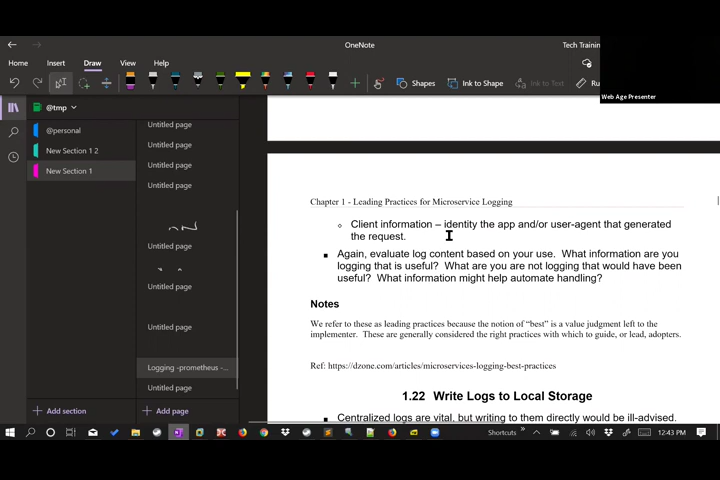 OneNote
Tech Training
Web Age Presenter
Home
Insert
Draw
View
Help
Shapes
Ink to Shape
Ink to Text
Ru
@tmp
@personal
New Section 1 2
New Section 1
Add section
Untitled page
Untitled page
Untitled page
Untitled page
Untitled page
Untitled page
Untitled page
Logging -prometheus -...
Untitled page
Add page
Chapter 1 - Leading Practices for Microservice Logging
Client information – identity the app and/or user-agent that generated
the request.
Again, evaluate log content based on your use. What information are you
logging that is useful? What are you are not logging that would have been
useful? What information might help automate handling?
Notes
We refer to these as leading practices because the notion of “best” is a value judgment left to the
implementer. These are generally considered the right practices with which to guide, or lead, adopters.
Ref: https://dzone.com/articles/microservices-logging-best-practices
1.22 Write Logs to Local Storage
Centralized logs are vital, but writing to them directly would be ill-advised.
Shortcuts
12:43 PM